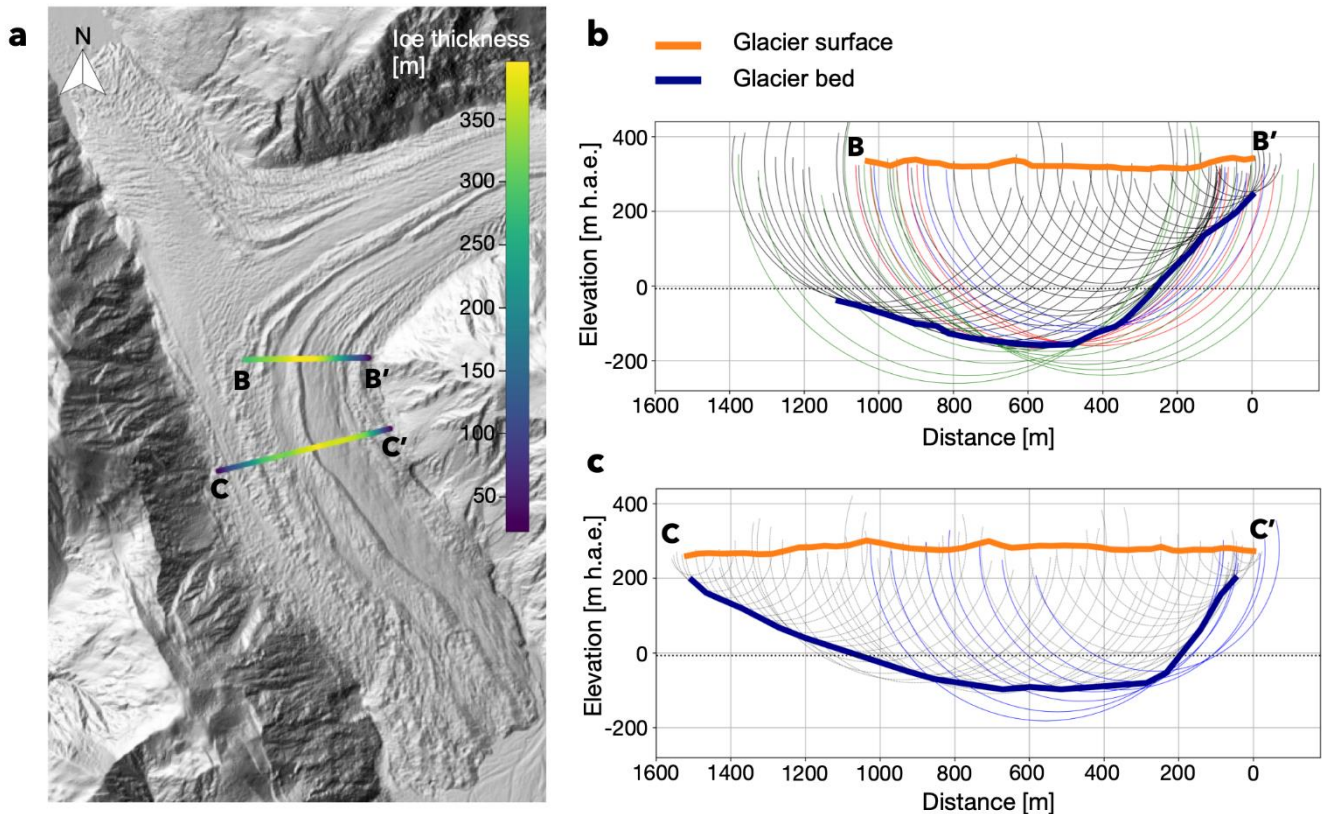 a
N
Ice thickness
[m]
350
300
250
200
150
100
50
B
B'
C
C'
b
Glacier surface
Glacier bed
B
B'
400
200
0
-200
Elevation [m h.a.e.]
1600
1400
1200
1000
800
600
400
200
0
Distance [m]
c
C
C'
400
200
0
-200
Elevation [m h.a.e.]
1600
1400
1200
1000
800
600
400
200
0
Distance [m]